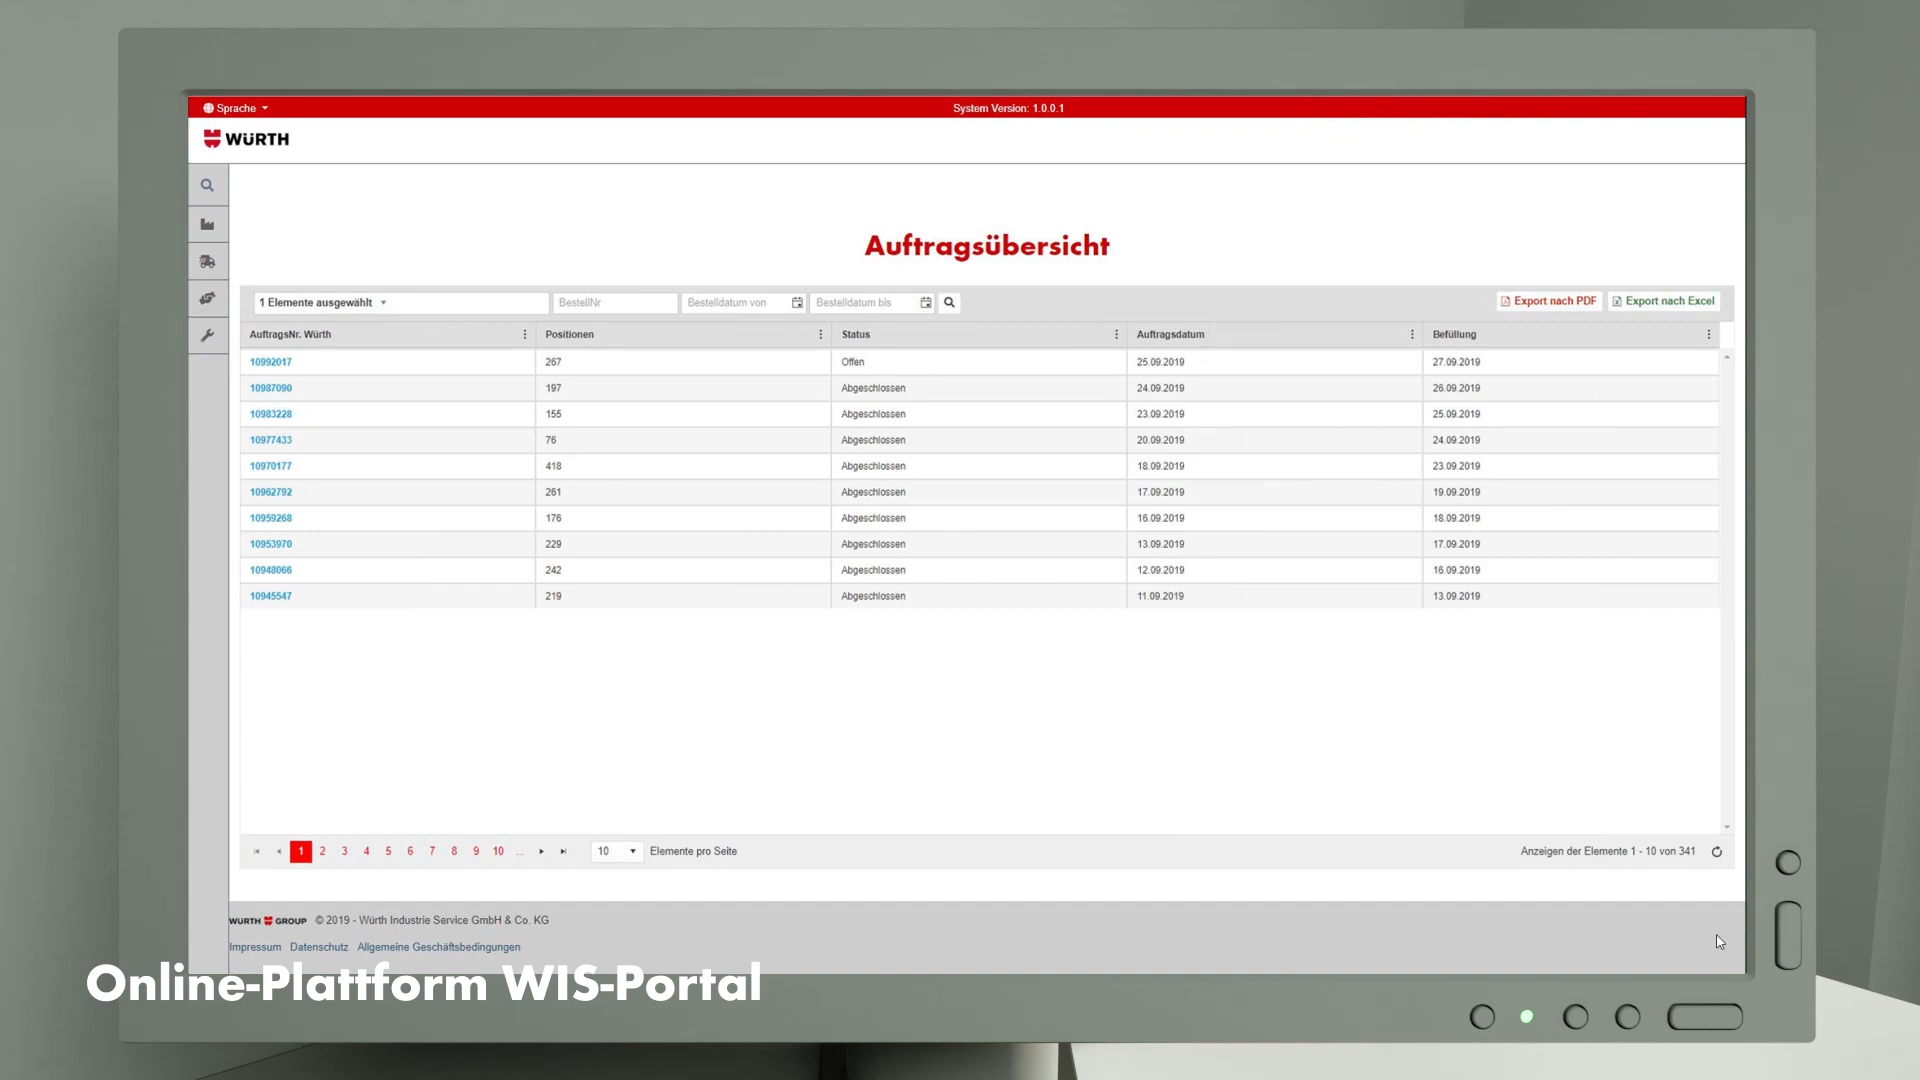 Sprache System Version: 1.0.0.1
WÜRTH
Auftragsübersicht
1 Elemente ausgewählt BestellNr Bestelldatum von Bestelldatum bis Export nach PDF Export nach Excel
AuftragsNr. Würth Positionen Status Auftragsdatum Befüllung
10992017 267 Offen 25.09.2019 27.09.2019
10987090 197 Abgeschlossen 24.09.2019 26.09.2019
10983228 155 Abgeschlossen 23.09.2019 25.09.2019
10977433 76 Abgeschlossen 20.09.2019 24.09.2019
10970177 418 Abgeschlossen 18.09.2019 23.09.2019
10962792 261 Abgeschlossen 17.09.2019 19.09.2019
10959268 176 Abgeschlossen 16.09.2019 18.09.2019
10953970 229 Abgeschlossen 13.09.2019 17.09.2019
10948066 242 Abgeschlossen 12.09.2019 16.09.2019
10945547 219 Abgeschlossen 11.09.2019 13.09.2019
1 2 3 4 5 6 7 8 9 10 ... 10 Elemente pro Seite Anzeigen der Elemente 1 - 10 von 341
WURTH GROUP © 2019 - Würth Industrie Service GmbH & Co. KG
Impressum Datenschutz Allgemeine Geschäftsbedingungen
Online-Plattform WIS-Portal